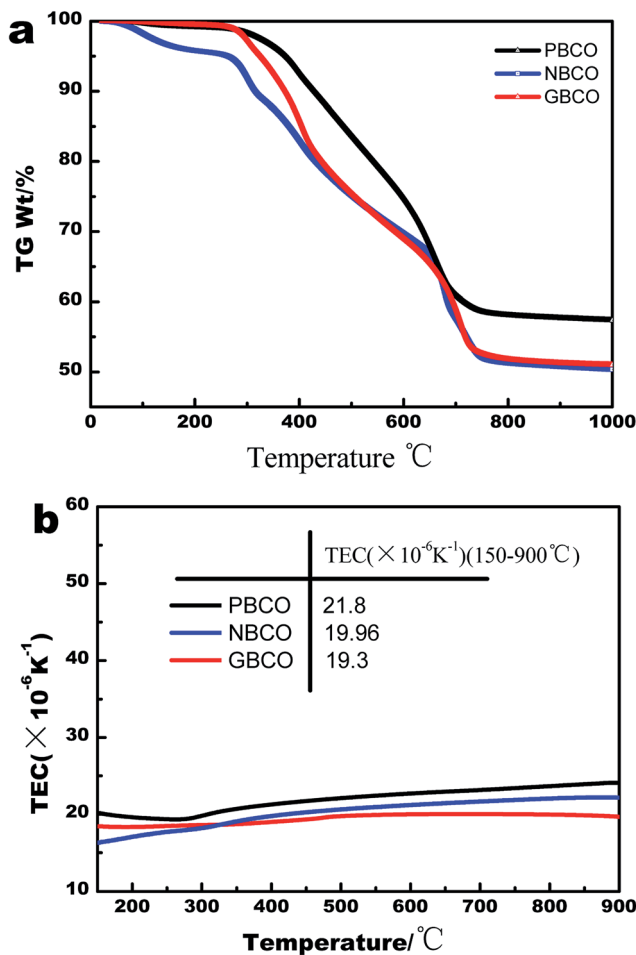 a
PBCO
NBCO
GBCO
100
90
80
70
60
50
TG Wt/%
0 200 400 600 800 1000
Temperature ℃
b
60
50
40
30
20
10
TEC(×10⁻⁶K⁻¹)
TEC(×10⁻⁶K⁻¹)(150-900℃)
PBCO 21.8
NBCO 19.96
GBCO 19.3
200 300 400 500 600 700 800 900
Temperature/℃